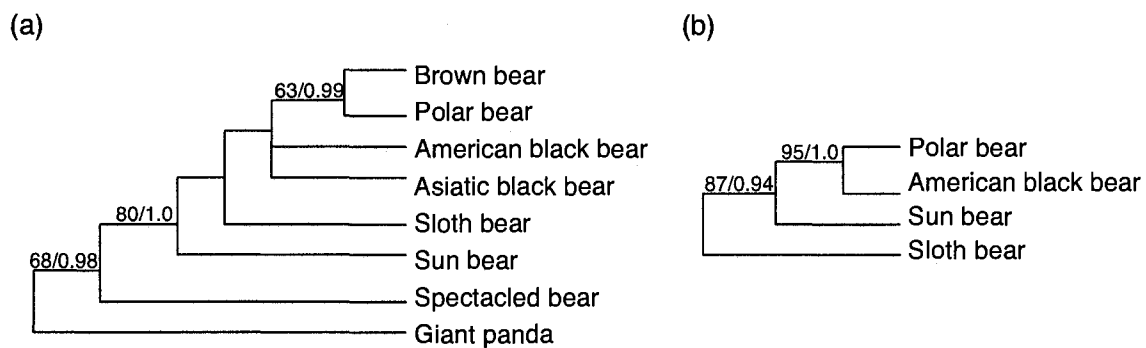 (a)
63/0.99
Brown bear
Polar bear
American black bear
Asiatic black bear
80/1.0
Sloth bear
Sun bear
68/0.98
Spectacled bear
Giant panda
(b)
95/1.0
Polar bear
87/0.94
American black bear
Sun bear
Sloth bear